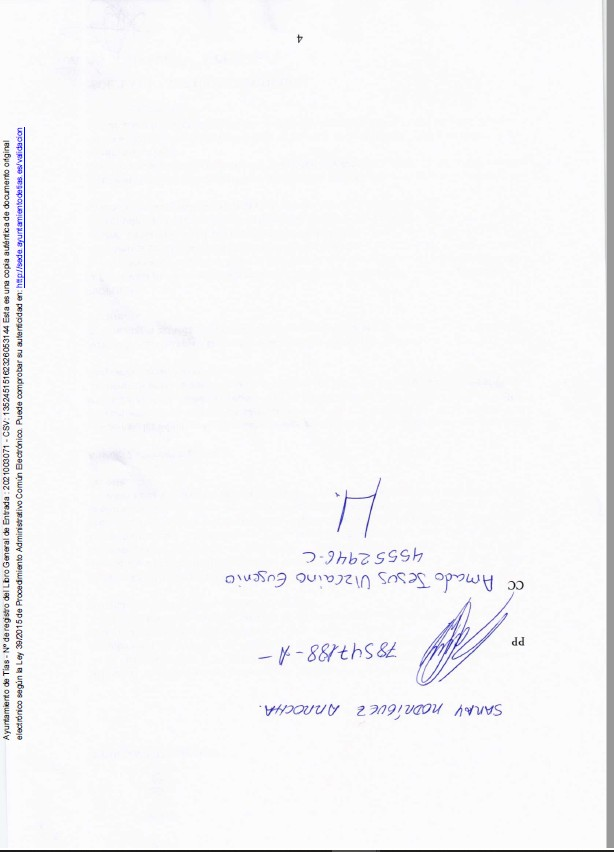 Ayuntamiento de Tías - Nº de registro del Libro General de Entrada : 2021003071 - CSV: 13524515162326053144 Esta es una copia auténtica de documento original
electrónico según la Ley 39/2015 de Procedimiento Administrativo Común Electrónico. Puede comprobar su autenticidad en: http://sede.ayuntamientodetias.es/validacion
SARAY RODRÍGUEZ ARROCHA.
PP
78547188-A-
CC Amado Jesus Vizcaino Eugenio
45552946-C
4